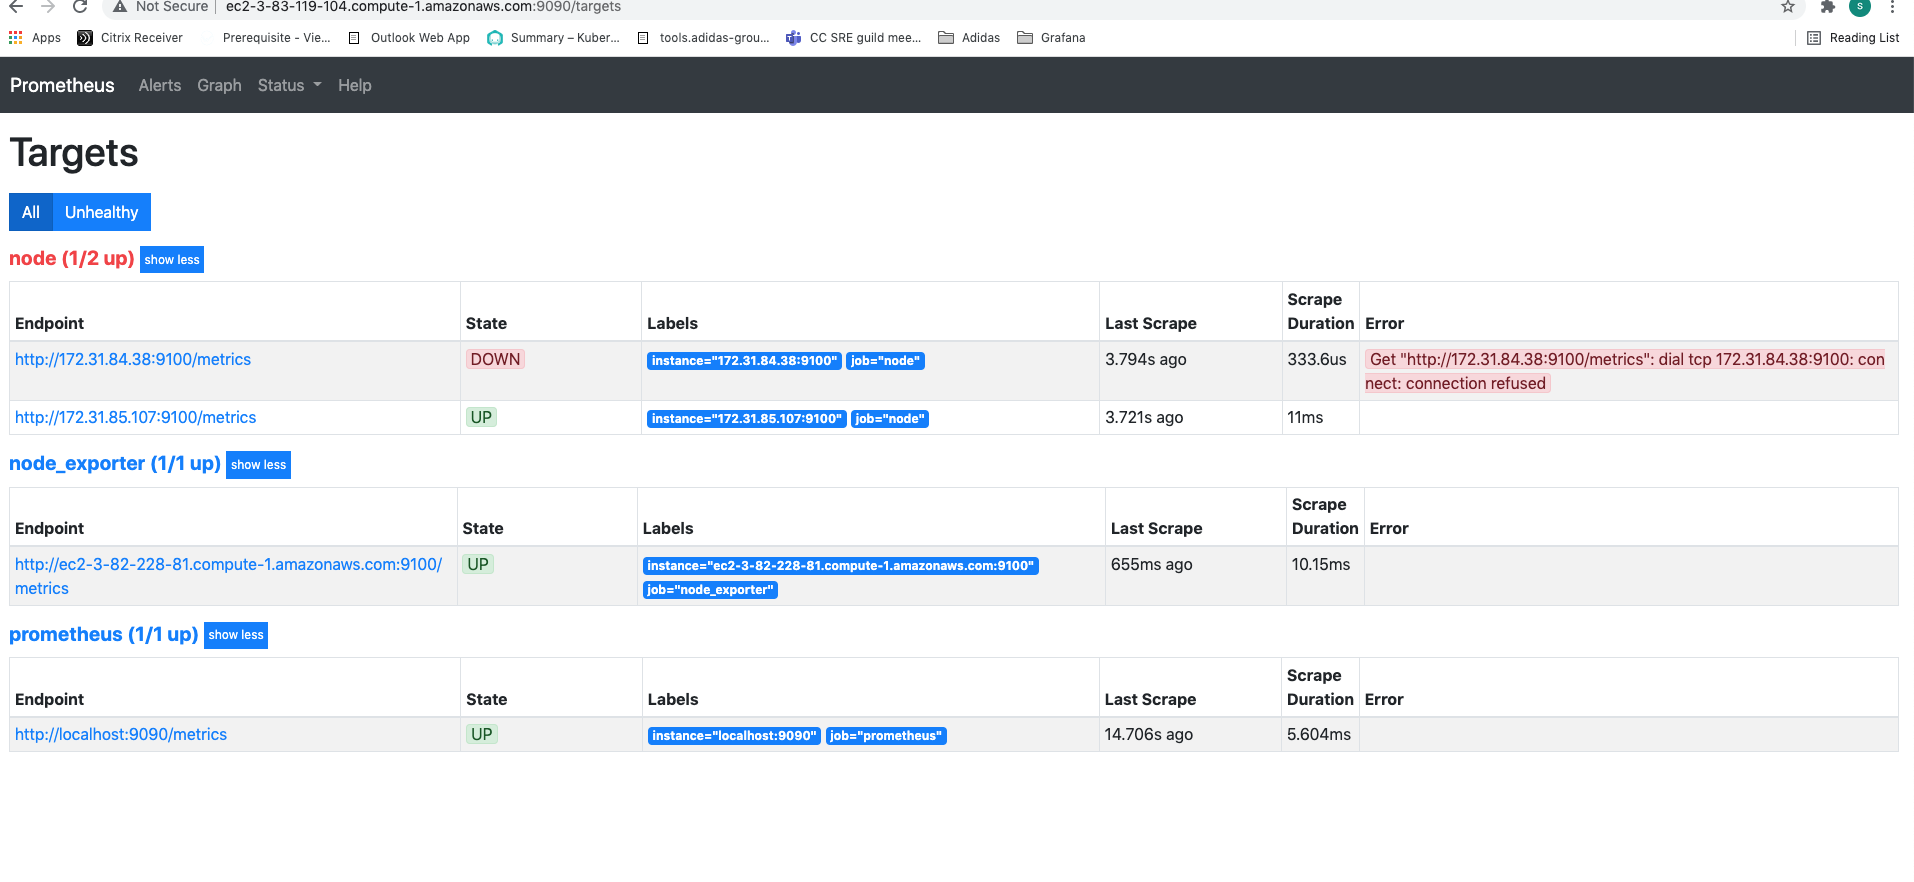 Not Secure | ec2-3-83-119-104.compute-1.amazonaws.com:9090/targets
Apps Citrix Receiver Prerequisite - Vie... Outlook Web App Summary – Kuber... tools.adidas-grou... CC SRE guild mee... Adidas Grafana Reading List
Prometheus Alerts Graph Status Help
Targets
All Unhealthy
node (1/2 up) show less
Endpoint State Labels Last Scrape Scrape Duration Error
http://172.31.84.38:9100/metrics DOWN instance="172.31.84.38:9100" job="node" 3.794s ago 333.6us Get "http://172.31.84.38:9100/metrics": dial tcp 172.31.84.38:9100: con
nect: connection refused
http://172.31.85.107:9100/metrics UP instance="172.31.85.107:9100" job="node" 3.721s ago 11ms
node_exporter (1/1 up) show less
Endpoint State Labels Last Scrape Scrape Duration Error
http://ec2-3-82-228-81.compute-1.amazonaws.com:9100/ UP instance="ec2-3-82-228-81.compute-1.amazonaws.com:9100" 655ms ago 10.15ms
metrics job="node_exporter"
prometheus (1/1 up) show less
Endpoint State Labels Last Scrape Scrape Duration Error
http://localhost:9090/metrics UP instance="localhost:9090" job="prometheus" 14.706s ago 5.604ms